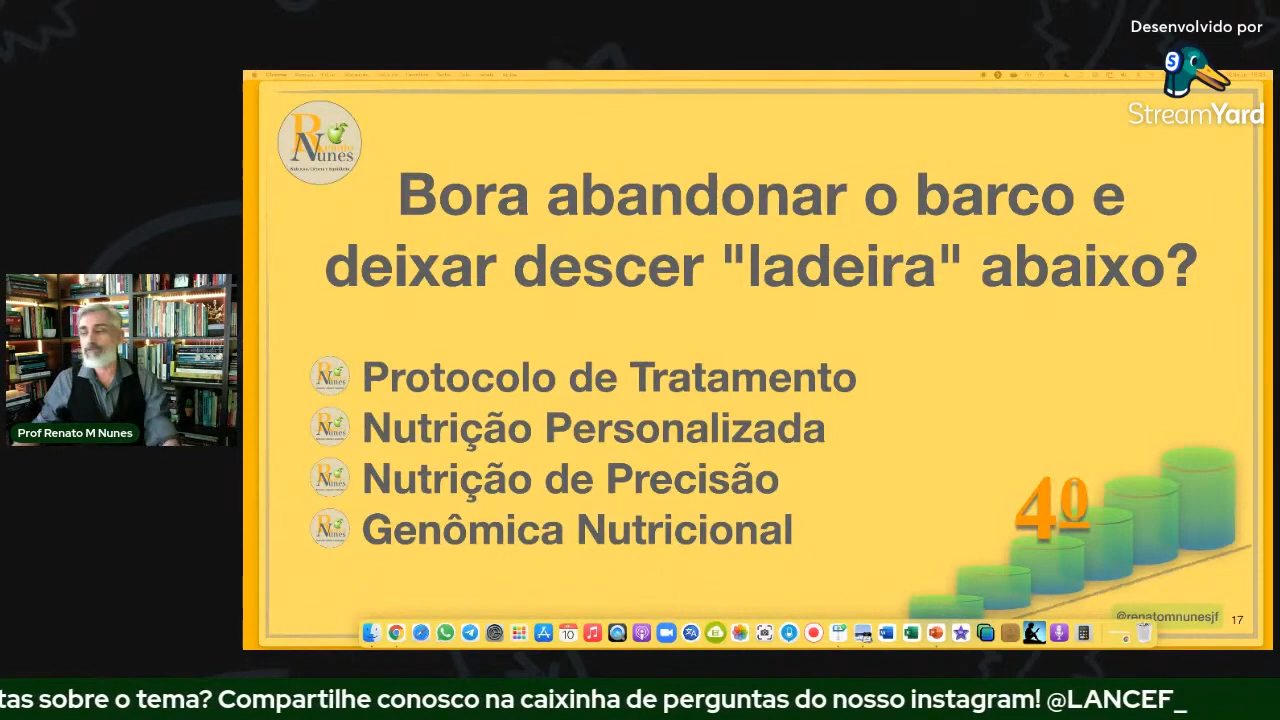 Desenvolvido por
StreamYard
Bora abandonar o barco e
deixar descer "ladeira" abaixo?
Protocolo de Tratamento
Nutrição Personalizada
Nutrição de Precisão
Genômica Nutricional
4º
@renatomnunesjf
17
Prof Renato M Nunes
tas sobre o tema? Compartilhe conosco na caixinha de perguntas do nosso instagram! @LANCEF_